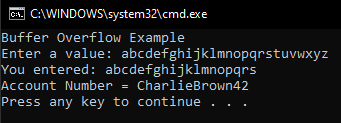 C:\WINDOWS\system32\cmd.exe
Buffer Overflow Example
Enter a value: abcdefghijklmnopqrstuvwxyz
You entered: abcdefghijklmnopqrs
Account Number = CharlieBrown42
Press any key to continue . . .